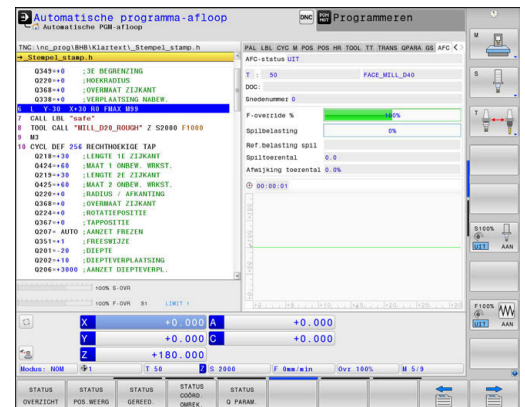 Automatische programma-afloop
Automatische PGM-afloop
DNC
Programmeren
TNC:\nc_prog\BHB\Klartext\_Stempel_stamp.h
→_Stempel_stamp.h
Q349=+0 ;3E BEGRENZING
Q220=+0 ;HOEKRADIUS
Q368=+0 ;OVERMAAT ZIJKANT
Q338=+0 ;VERPLAATSING NABEW.
6 L Y-30 X+30 R0 FMAX M99
7 CALL LBL "safe"
8 TOOL CALL "MILL_D20_ROUGH" Z S2000 F1000
9 M3
10 CYCL DEF 256 RECHTHOEKIGE TAP
Q218=+30 ;LENGTE 1E ZIJKANT
Q424=+60 ;MAAT 1 ONBEW. WRKST.
Q219=+30 ;LENGTE 2E ZIJKANT
Q425=+60 ;MAAT 2 ONBEW. WRKST.
Q220=+0 ;RADIUS / AFKANTING
Q368=+0 ;OVERMAAT ZIJKANT
Q224=+0 ;ROTATIEPOSITIE
Q367=+0 ;TAPPOSITIE
Q207= AUTO ;AANZET FREZEN
Q351=+1 ;FREESWIJZE
Q201=-20 ;DIEPTE
Q202=+10 ;DIEPTEVERPLAATSING
Q206=+3000 ;AANZET DIEPTEVERPL.
PAL LBL CYC M POS POS HR TOOL TT TRANS QPARA GS AFC
AFC-status UIT
T : 50 FACE_MILL_D40
DOC:
Snedenummer 0
F-override % 100%
Spilbelasting 0%
Ref.belasting spil
Spiltoerental 0.0
Afwijking toerental 0.0%
00:00:01
100% S-OVR
100% F-OVR S1 LIMIT 1
X +0.000 A +0.000
Y +0.000 C +0.000
Z +180.000
Modus: NOM 1 T 50 Z S 2000 F 0mm/min Ovr 100% M 5/9
STATUS OVERZICHT
STATUS POS.WEERG
STATUS GEREED.
STATUS COÖRD. OMREK.
STATUS Q PARAM.
M
S
T
S100%
UIT AAN
F100%
UIT AAN